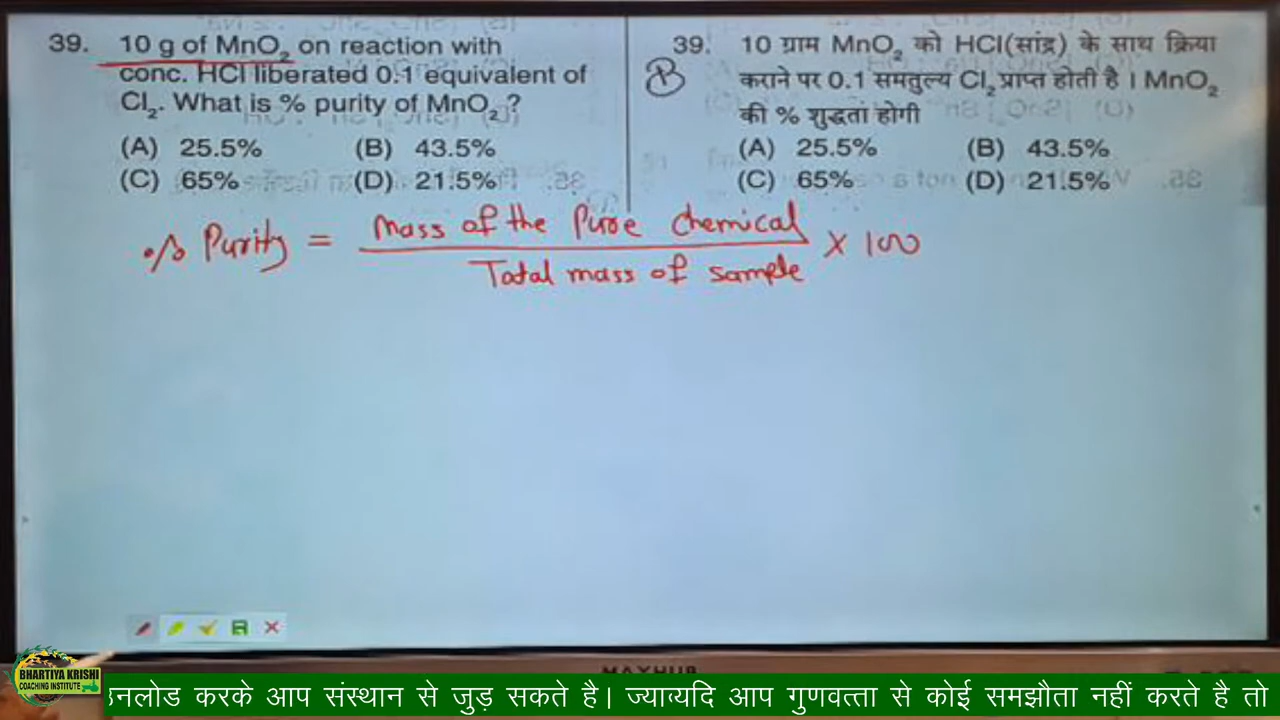 39. 10 g of MnO₂ on reaction with
conc. HCl liberated 0.1 equivalent of
Cl₂. What is % purity of MnO₂ ?
(A) 25.5% (B) 43.5%
(C) 65% (D) 21.5%
39. 10 ग्राम MnO₂ को HCl(सांद्र) के साथ क्रिया
B
कराने पर 0.1 समतुल्य Cl₂ प्राप्त होती है । MnO₂
की % शुद्धता होगी
(A) 25.5% (B) 43.5%
(C) 65% (D) 21.5%
% Purity = Mass of the Pure Chemical
Total mass of sample × 100
BHARTIYA KRISHI
COACHING INSTITUTE
नलोड करके आप संस्थान से जुड़ सकते है। ज्याव्यदि आप गुणवत्ता से कोई समझौता नहीं करते है तो